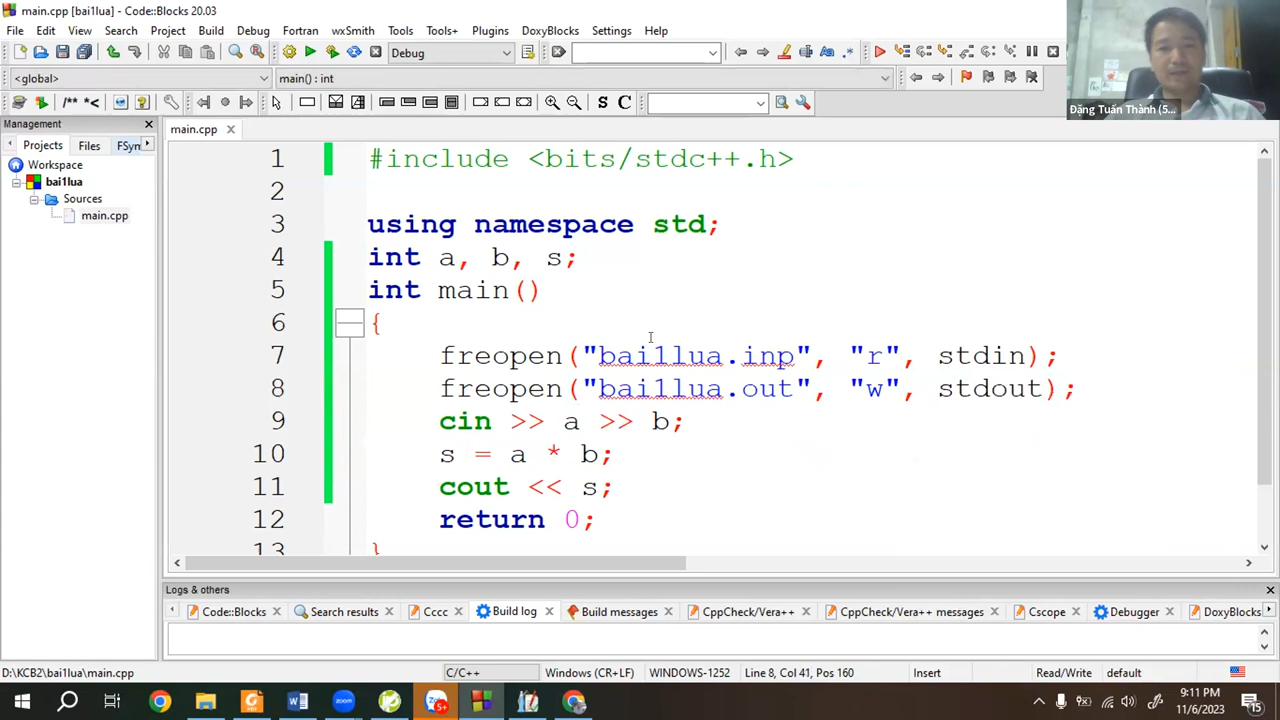 main.cpp [bai1lua] - Code::Blocks 20.03
File Edit View Search Project Build Debug Fortran wxSmith Tools Tools+ Plugins DoxyBlocks Settings Help
Debug
<global> main() : int
/** *< S C
Management
main.cpp
Projects Files FSym
Workspace
bai1lua
Sources
main.cpp
1 #include <bits/stdc++.h>
2
3 using namespace std;
4 int a, b, s;
5 int main()
6 {
7 freopen("bai1lua.inp", "r", stdin);
8 freopen("bai1lua.out", "w", stdout);
9 cin >> a >> b;
10 s = a * b;
11 cout << s;
12 return 0;
13 }
Đặng Tuấn Thành (5...
Logs & others
Code::Blocks Search results Cccc Build log Build messages CppCheck/Vera++ CppCheck/Vera++ messages Cscope Debugger DoxyBlocks
D:\KCB2\bai1lua\main.cpp C/C++ Windows (CR+LF) WINDOWS-1252 Line 8, Col 41, Pos 160 Insert Read/Write default
5+
9:11 PM
11/6/2023
15